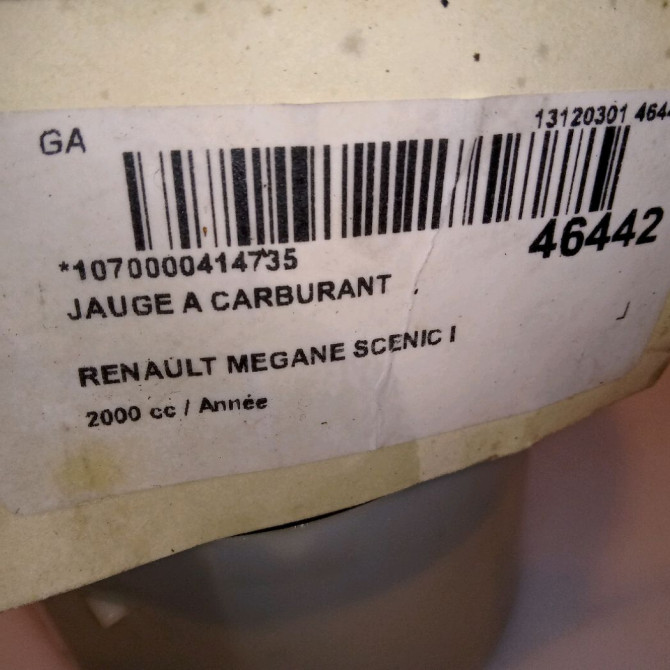 GA
13120301 464
*1070000414735
46442
JAUGE A CARBURANT
RENAULT MEGANE SCENIC I
2000 cc / Année